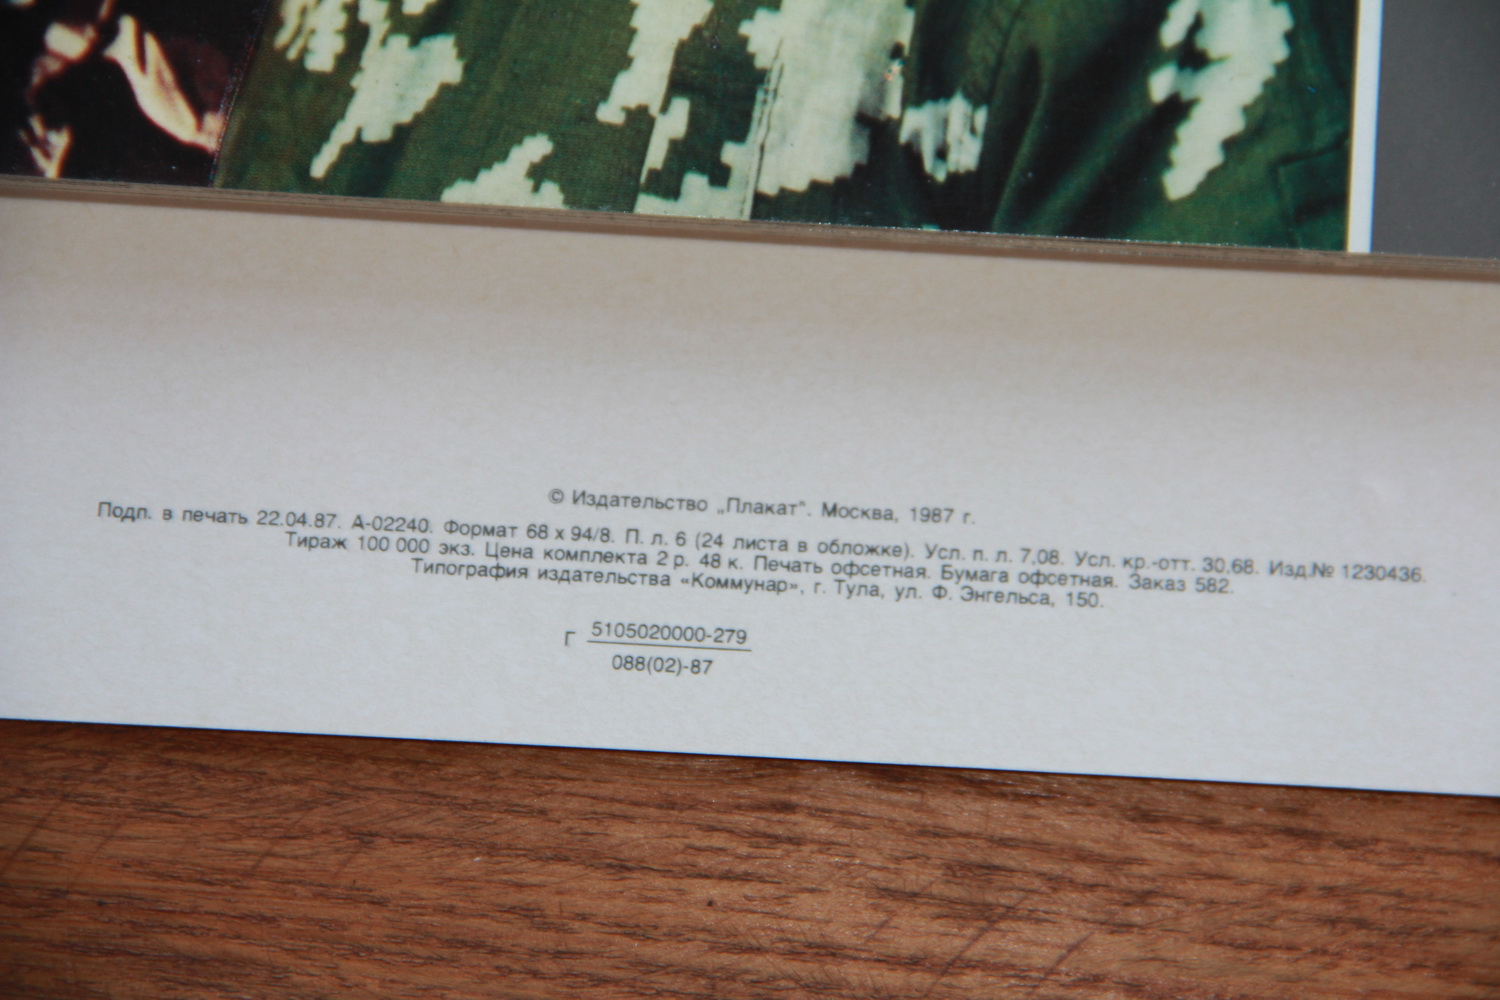 © Издательство „Плакат". Москва, 1987 г.
Подп. в печать 22.04.87. А-02240. Формат 68 х 94/8. П. л. 6 (24 листа в обложке). Усл. п. л. 7,08. Усл. кр.-отт. 30,68. Изд.№ 1230436.
Тираж 100 000 экз. Цена комплекта 2 р. 48 к. Печать офсетная. Бумага офсетная. Заказ 582.
Типография издательства «Коммунар», г. Тула, ул. Ф. Энгельса, 150.
Г 5105020000-279
088(02)-87